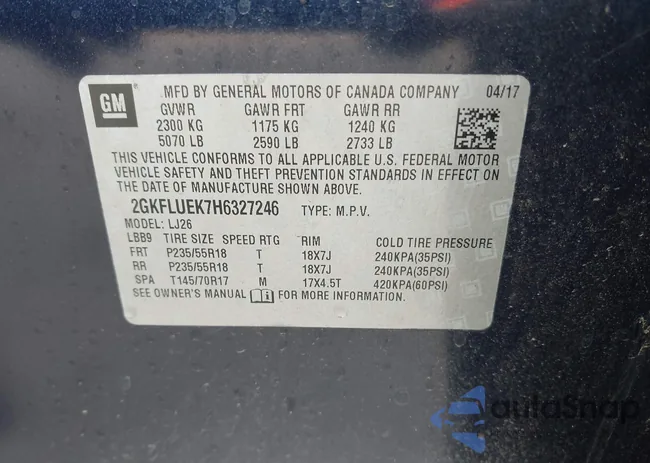 GM
MFD BY GENERAL MOTORS OF CANADA COMPANY 04/17
GVWR GAWR FRT GAWR RR
2300 KG 1175 KG 1240 KG
5070 LB 2590 LB 2733 LB
THIS VEHICLE CONFORMS TO ALL APPLICABLE U.S. FEDERAL MOTOR
VEHICLE SAFETY AND THEFT PREVENTION STANDARDS IN EFFECT ON
THE DATE OF MANUFACTURE SHOWN ABOVE.
2GKFLUEK7H6327246 TYPE: M.P.V.
MODEL: LJ26
LBB9 TIRE SIZE SPEED RTG RIM COLD TIRE PRESSURE
FRT P235/55R18 T 18X7J 240KPA(35PSI)
RR P235/55R18 T 18X7J 240KPA(35PSI)
SPA T145/70R17 M 17X4.5T 420KPA(60PSI)
SEE OWNER'S MANUAL FOR MORE INFORMATION.
AutoSnap